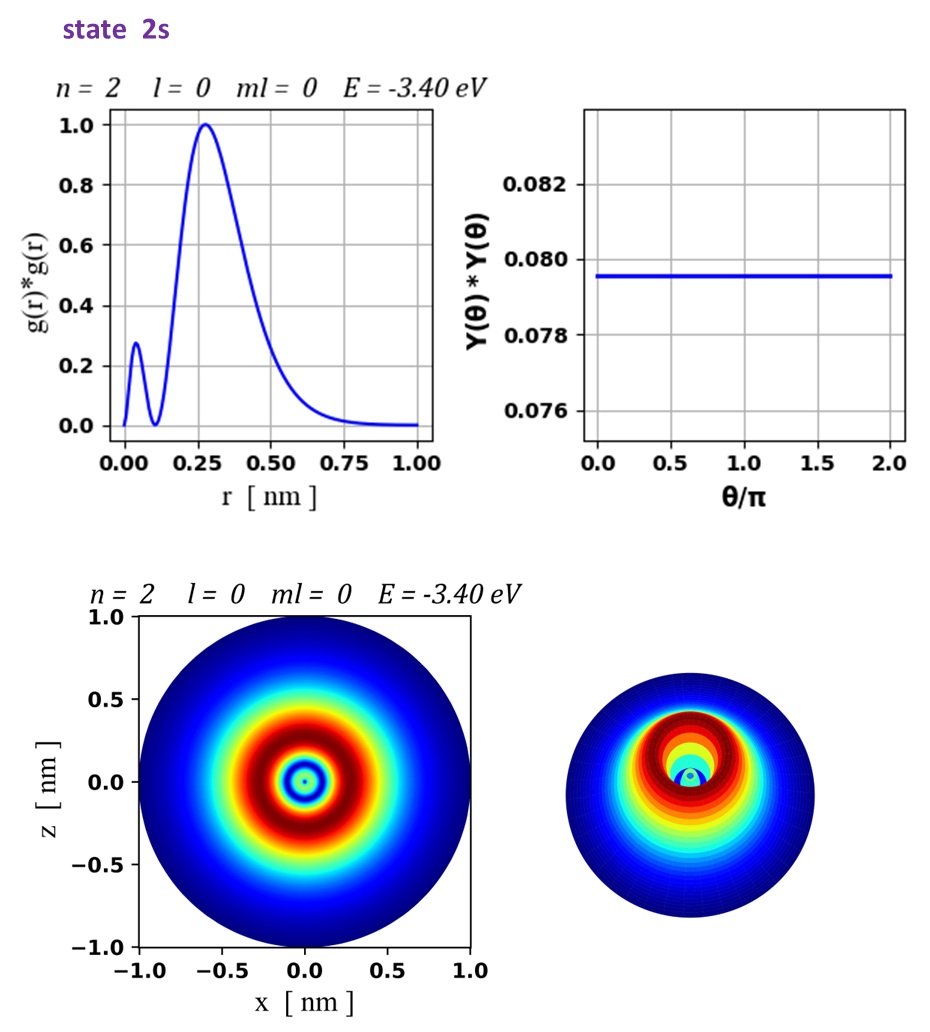 state 2s
n = 2 l = 0 ml = 0 E = -3.40 eV
1.0
0.8
0.6
0.4
0.2
0.0
g(r)*g(r)
0.00 0.25 0.50 0.75 1.00
r [ nm ]
0.082
0.080
0.078
0.076
Y(θ) * Y(θ)
0.0 0.5 1.0 1.5 2.0
θ/π
n = 2 l = 0 ml = 0 E = -3.40 eV
1.0
0.5
0.0
−0.5
−1.0
z [ nm ]
−1.0 −0.5 0.0 0.5 1.0
x [ nm ]